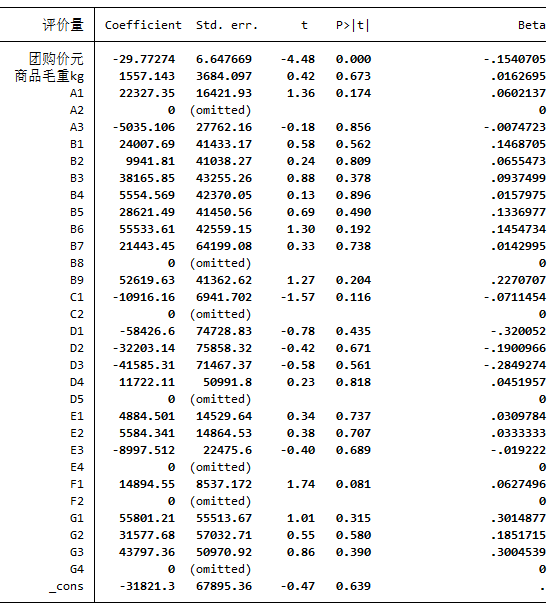 评价量 Coefficient Std. err. t P>|t| Beta
团购价元 -29.77274 6.647669 -4.48 0.000 -.1540705
商品毛重kg 1557.143 3684.097 0.42 0.673 .0162695
A1 22327.35 16421.93 1.36 0.174 .0602137
A2 0 (omitted) 0
A3 -5035.106 27762.16 -0.18 0.856 -.0074723
B1 24007.69 41433.17 0.58 0.562 .1468705
B2 9941.81 41038.27 0.24 0.809 .0655473
B3 38165.85 43255.26 0.88 0.378 .0937499
B4 5554.569 42370.05 0.13 0.896 .0157975
B5 28621.49 41450.56 0.69 0.490 .1336977
B6 55533.61 42559.15 1.30 0.192 .1454734
B7 21443.45 64199.08 0.33 0.738 .0142995
B8 0 (omitted) 0
B9 52619.63 41362.62 1.27 0.204 .2270707
C1 -10916.16 6941.702 -1.57 0.116 -.0711454
C2 0 (omitted) 0
D1 -58426.6 74728.83 -0.78 0.435 -.320052
D2 -32203.14 75858.32 -0.42 0.671 -.1900966
D3 -41585.31 71467.37 -0.58 0.561 -.2849274
D4 11722.11 50991.8 0.23 0.818 .0451957
D5 0 (omitted) 0
E1 4884.501 14529.64 0.34 0.737 .0309784
E2 5584.341 14864.53 0.38 0.707 .0333333
E3 -8997.512 22475.6 -0.40 0.689 -.019222
E4 0 (omitted) 0
F1 14894.55 8537.172 1.74 0.081 .0627496
F2 0 (omitted) 0
G1 55801.21 55513.67 1.01 0.315 .3014877
G2 31577.68 57032.71 0.55 0.580 .1851715
G3 43797.36 50970.92 0.86 0.390 .3004539
G4 0 (omitted) 0
_cons -31821.3 67895.36 -0.47 0.639 .